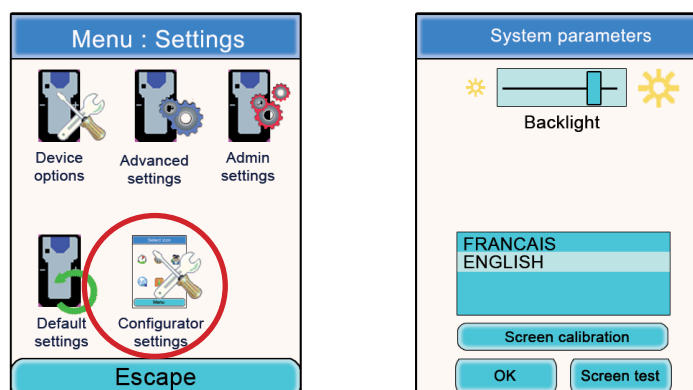 Menu : Settings
Device
options
Advanced
settings
Admin
settings
Default
settings
Select icon
Menu
Configurator
settings
Escape
System parameters
Backlight
FRANCAIS
ENGLISH
Screen calibration
OK
Screen test